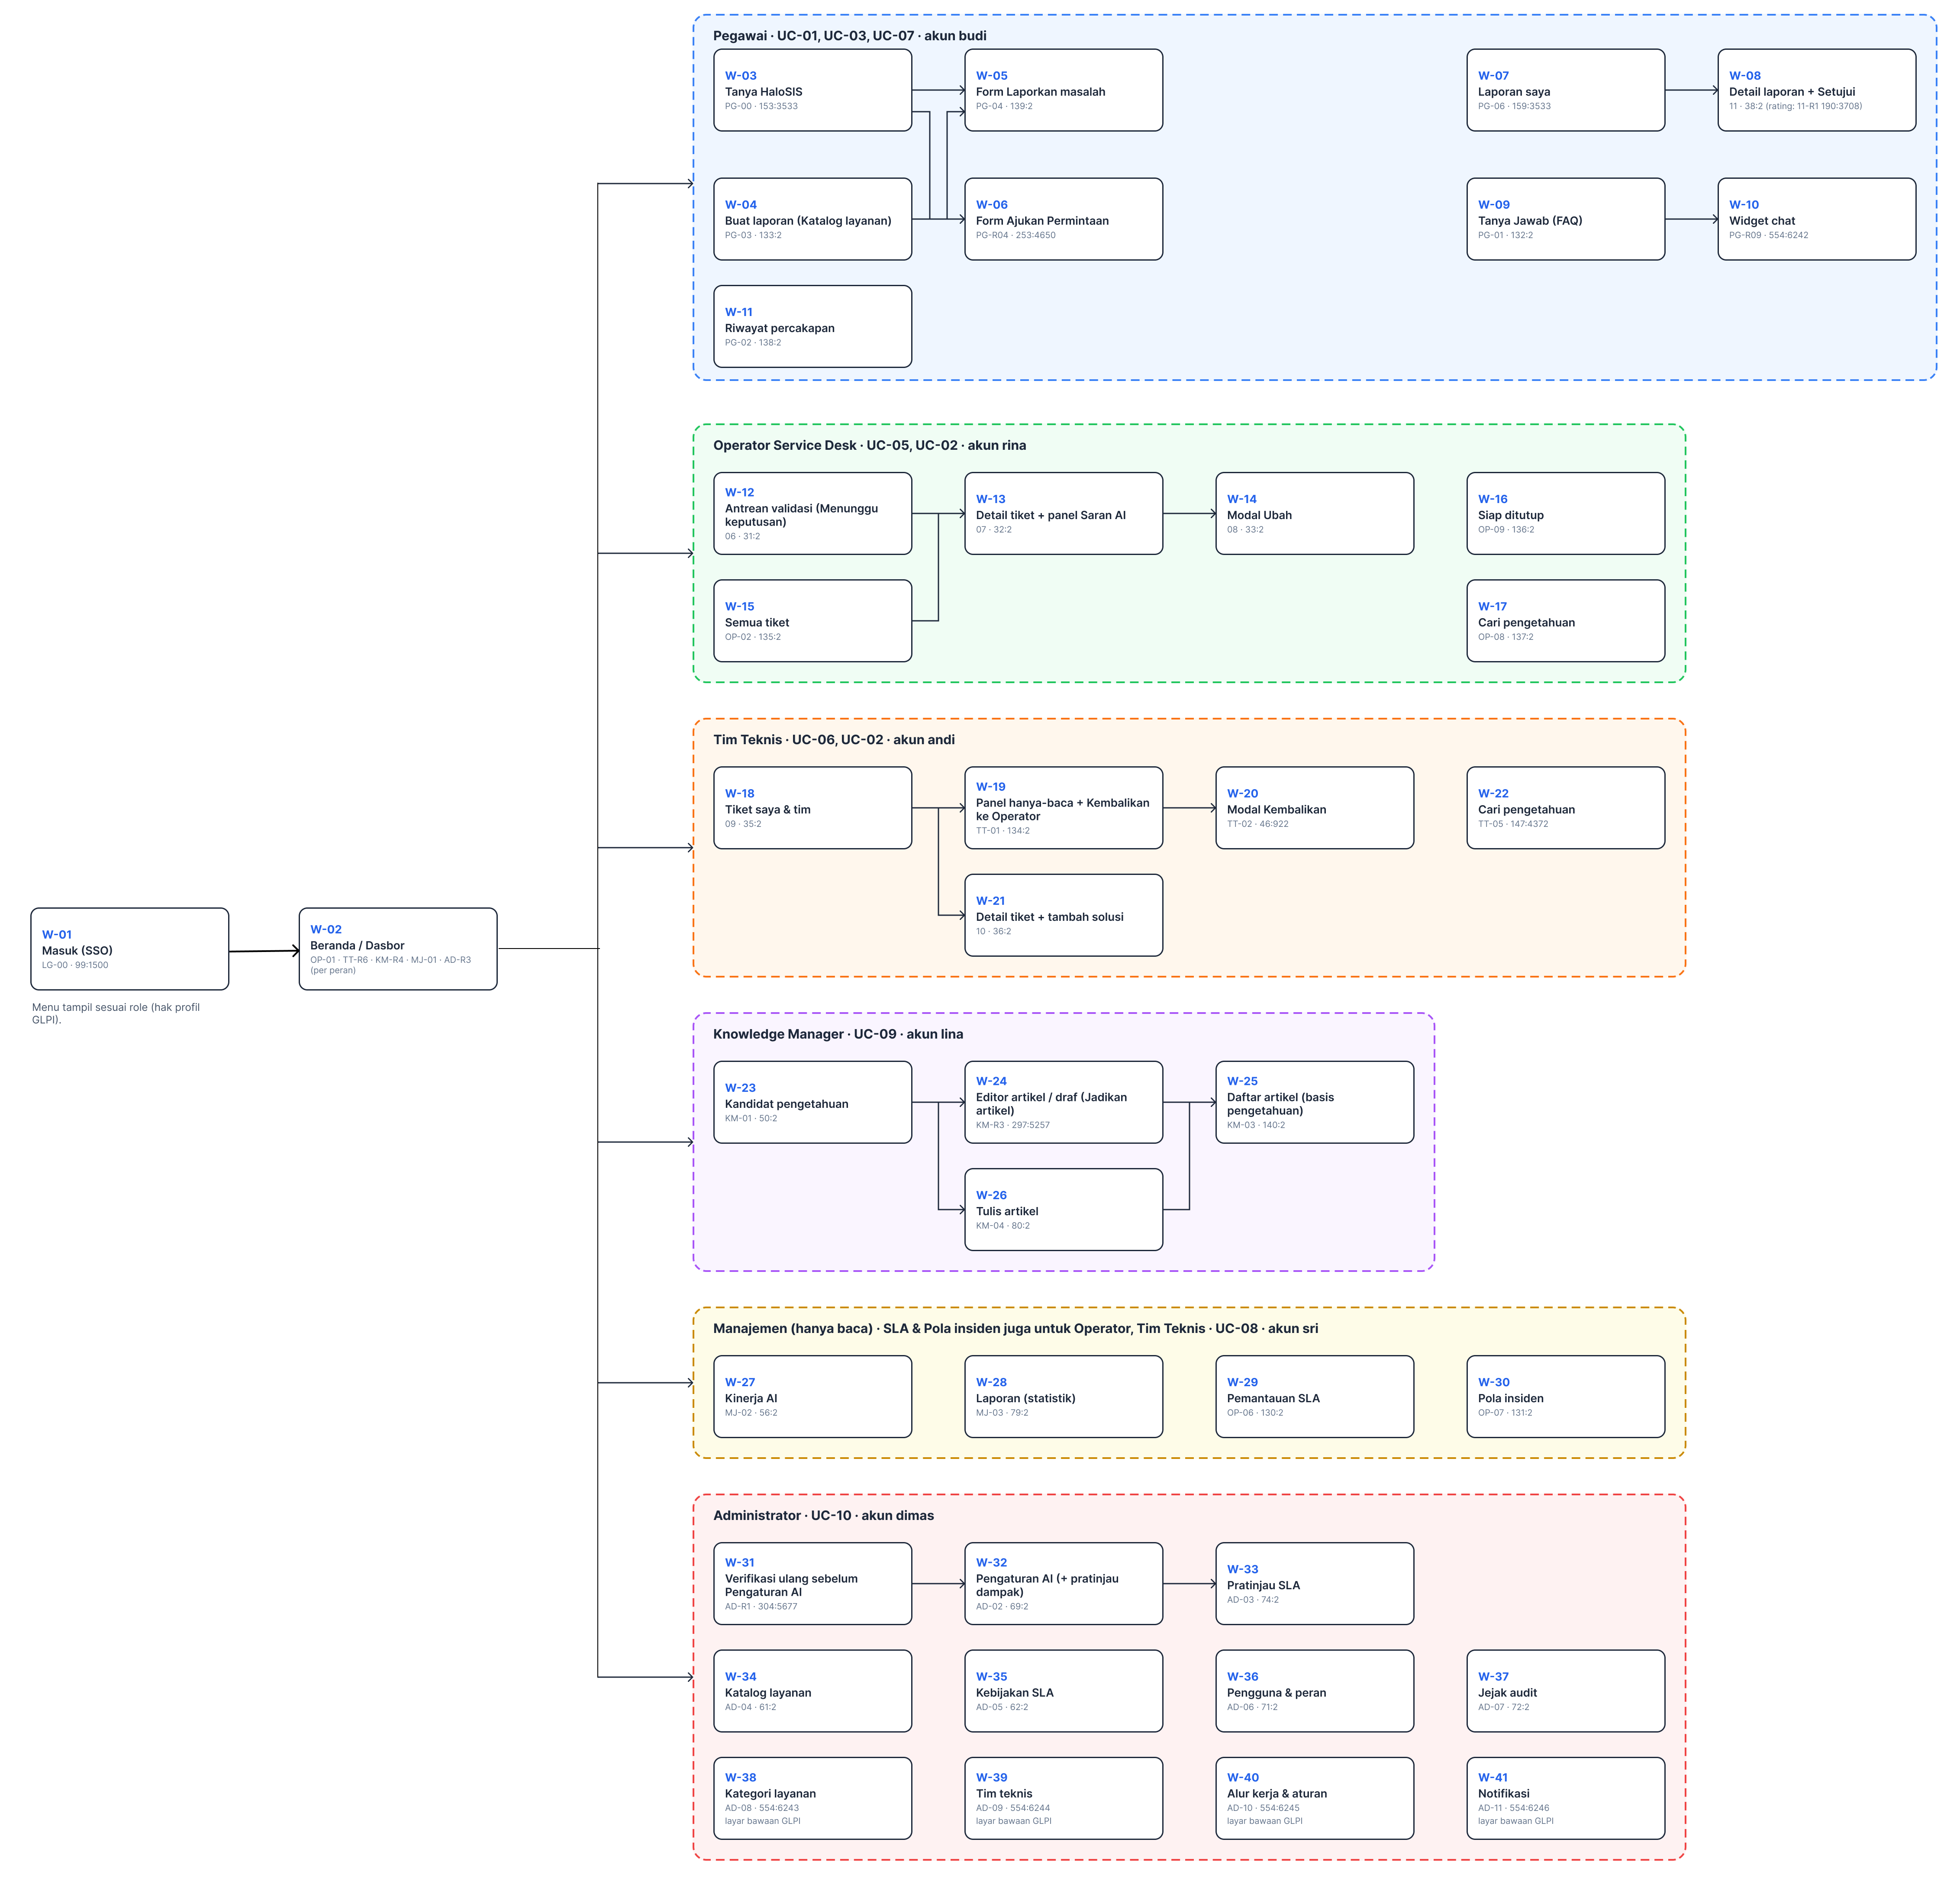 Pegawai · UC-01, UC-03, UC-07 · akun budi
W-03
Tanya HaloSIS
PG-00 · 153:3533
W-05
Form Laporkan masalah
PG-04 · 139:2
W-07
Laporan saya
PG-06 · 159:3533
W-08
Detail laporan + Setujui
11 · 38:2 (rating: 11-R1 190:3708)
W-04
Buat laporan (Katalog layanan)
PG-03 · 133:2
W-06
Form Ajukan Permintaan
PG-R04 · 253:4650
W-09
Tanya Jawab (FAQ)
PG-01 · 132:2
W-10
Widget chat
PG-R09 · 554:6242
W-11
Riwayat percakapan
PG-02 · 138:2
Operator Service Desk · UC-05, UC-02 · akun rina
W-12
Antrean validasi (Menunggu
keputusan)
06 · 31:2
W-13
Detail tiket + panel Saran AI
07 · 32:2
W-14
Modal Ubah
08 · 33:2
W-16
Siap ditutup
OP-09 · 136:2
W-15
Semua tiket
OP-02 · 135:2
W-17
Cari pengetahuan
OP-08 · 137:2
Tim Teknis · UC-06, UC-02 · akun andi
W-18
Tiket saya & tim
09 · 35:2
W-19
Panel hanya-baca + Kembalikan
ke Operator
TT-01 · 134:2
W-20
Modal Kembalikan
TT-02 · 46:922
W-22
Cari pengetahuan
TT-05 · 147:4372
W-21
Detail tiket + tambah solusi
10 · 36:2
W-01
Masuk (SSO)
LG-00 · 99:1500
W-02
Beranda / Dasbor
OP-01 · TT-R6 · KM-R4 · MJ-01 · AD-R3
(per peran)
Menu tampil sesuai role (hak profil
GLPI).
Knowledge Manager · UC-09 · akun lina
W-23
Kandidat pengetahuan
KM-01 · 50:2
W-24
Editor artikel / draf (Jadikan
artikel)
KM-R3 · 297:5257
W-25
Daftar artikel (basis
pengetahuan)
KM-03 · 140:2
W-26
Tulis artikel
KM-04 · 80:2
Manajemen (hanya baca) · SLA & Pola insiden juga untuk Operator, Tim Teknis · UC-08 · akun sri
W-27
Kinerja AI
MJ-02 · 56:2
W-28
Laporan (statistik)
MJ-03 · 79:2
W-29
Pemantauan SLA
OP-06 · 130:2
W-30
Pola insiden
OP-07 · 131:2
Administrator · UC-10 · akun dimas
W-31
Verifikasi ulang sebelum
Pengaturan AI
AD-R1 · 304:5677
W-32
Pengaturan AI (+ pratinjau
dampak)
AD-02 · 69:2
W-33
Pratinjau SLA
AD-03 · 74:2
W-34
Katalog layanan
AD-04 · 61:2
W-35
Kebijakan SLA
AD-05 · 62:2
W-36
Pengguna & peran
AD-06 · 71:2
W-37
Jejak audit
AD-07 · 72:2
W-38
Kategori layanan
AD-08 · 554:6243
layar bawaan GLPI
W-39
Tim teknis
AD-09 · 554:6244
layar bawaan GLPI
W-40
Alur kerja & aturan
AD-10 · 554:6245
layar bawaan GLPI
W-41
Notifikasi
AD-11 · 554:6246
layar bawaan GLPI